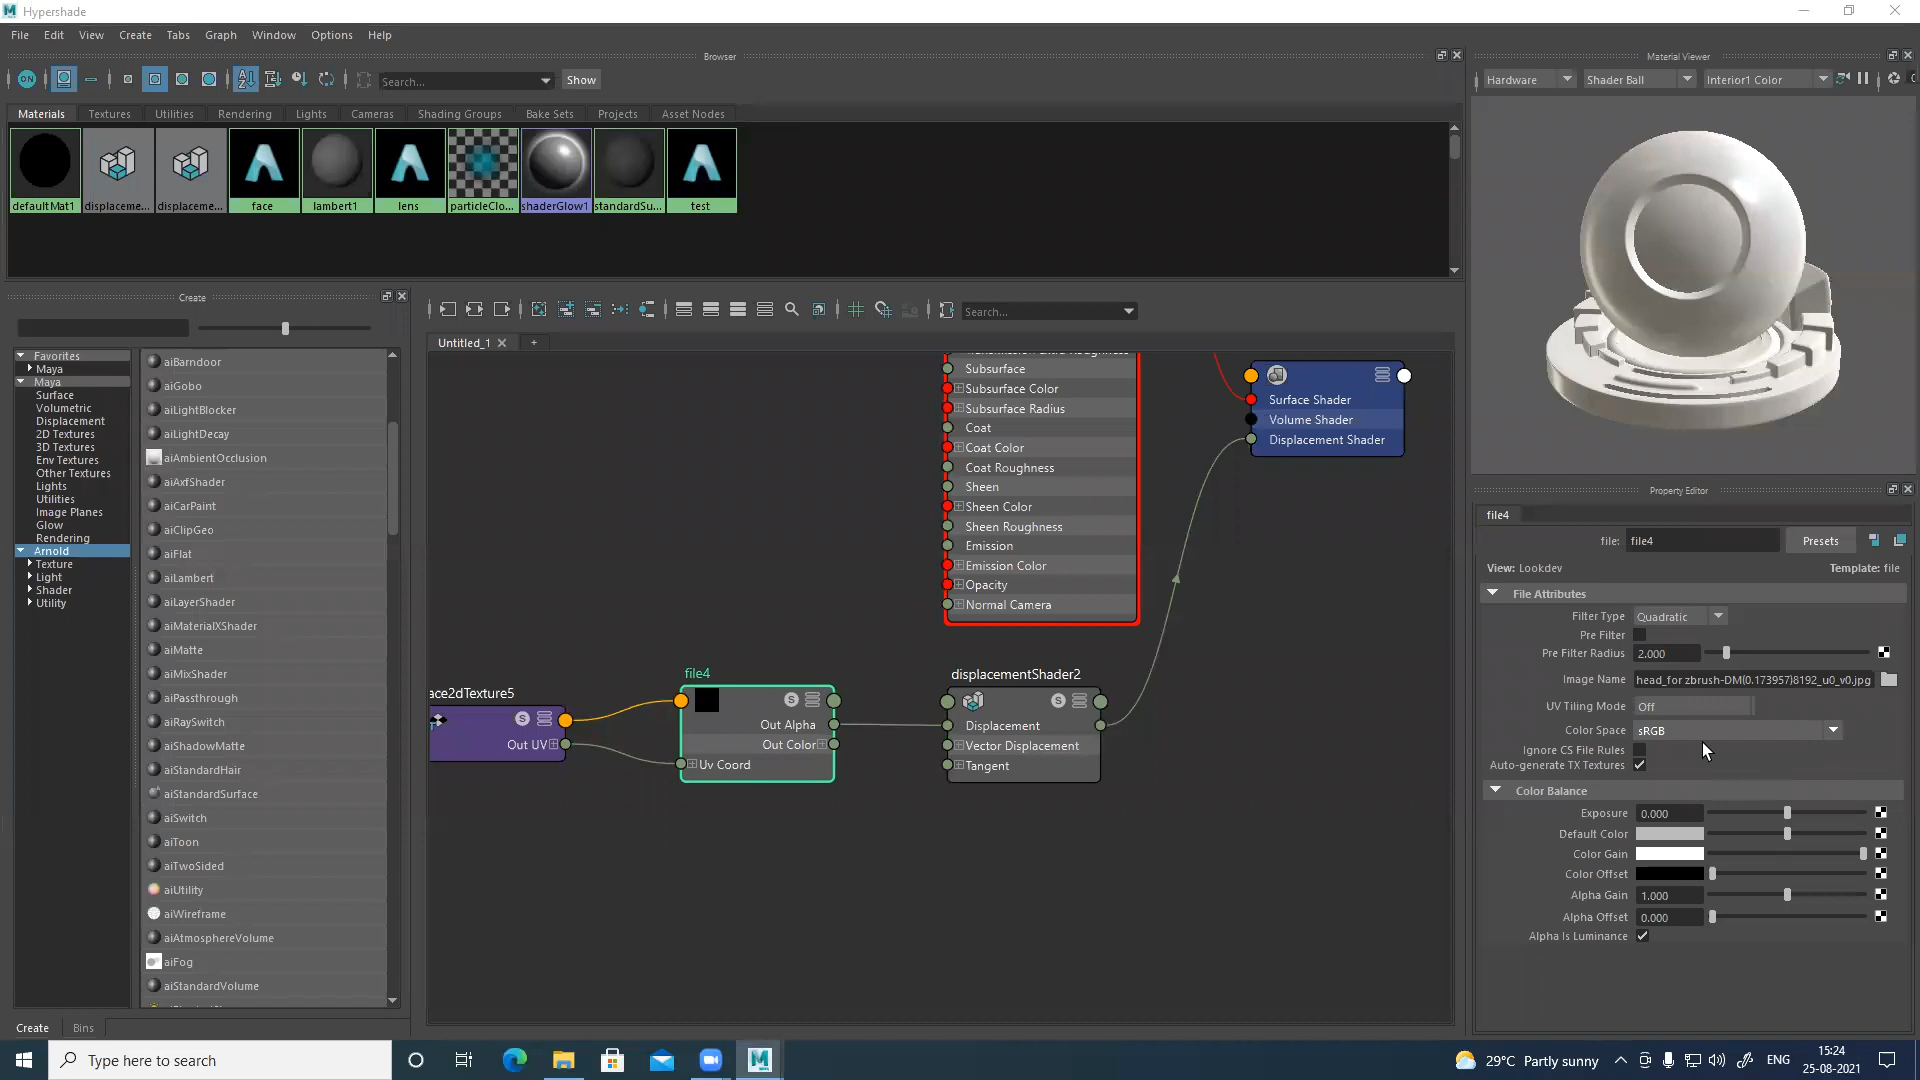 Hypershade
File Edit View Create Tabs Graph Window Options Help
Browser
ON Search... Show
Materials Textures Utilities Rendering Lights Cameras Shading Groups Bake Sets Projects Asset Nodes
defaultMat1 displaceme... displaceme... face lambert1 lens particleClo... shaderGlow1 standardSu... test
Material Viewer
Hardware Shader Ball Interior1 Color
Create
Favorites
Maya
Maya
Surface
Volumetric
Displacement
2D Textures
3D Textures
Env Textures
Other Textures
Lights
Utilities
Image Planes
Glow
Rendering
Arnold
Texture
Light
Shader
Utility
aiBarndoor
aiGobo
aiLightBlocker
aiLightDecay
aiAmbientOcclusion
aiAxfShader
aiCarPaint
aiClipGeo
aiFlat
aiLambert
aiLayerShader
aiMaterialXShader
aiMatte
aiMixShader
aiPassthrough
aiRaySwitch
aiShadowMatte
aiStandardHair
aiStandardSurface
aiSwitch
aiToon
aiTwoSided
aiUtility
aiWireframe
aiAtmosphereVolume
aiFog
aiStandardVolume
Create Bins
Search...
Untitled_1 +
Transmission Extra Roughness
Subsurface
Subsurface Color
Subsurface Radius
Coat
Coat Color
Coat Roughness
Sheen
Sheen Color
Sheen Roughness
Emission
Emission Color
Opacity
Normal Camera
Surface Shader
Volume Shader
Displacement Shader
ace2dTexture5
Out UV
file4
Out Alpha
Out Color
Uv Coord
displacementShader2
Displacement
Vector Displacement
Tangent
Property Editor
file4
file: file4 Presets
View: Lookdev Template: file
File Attributes
Filter Type Quadratic
Pre Filter
Pre Filter Radius 2.000
Image Name head_for zbrush-DM(0.173957)8192_u0_v0.jpg
UV Tiling Mode Off
Color Space sRGB
Ignore CS File Rules
Auto-generate TX Textures
Color Balance
Exposure 0.000
Default Color
Color Gain
Color Offset
Alpha Gain 1.000
Alpha Offset 0.000
Alpha Is Luminance
Type here to search
29°C Partly sunny ENG 15:24
25-08-2021